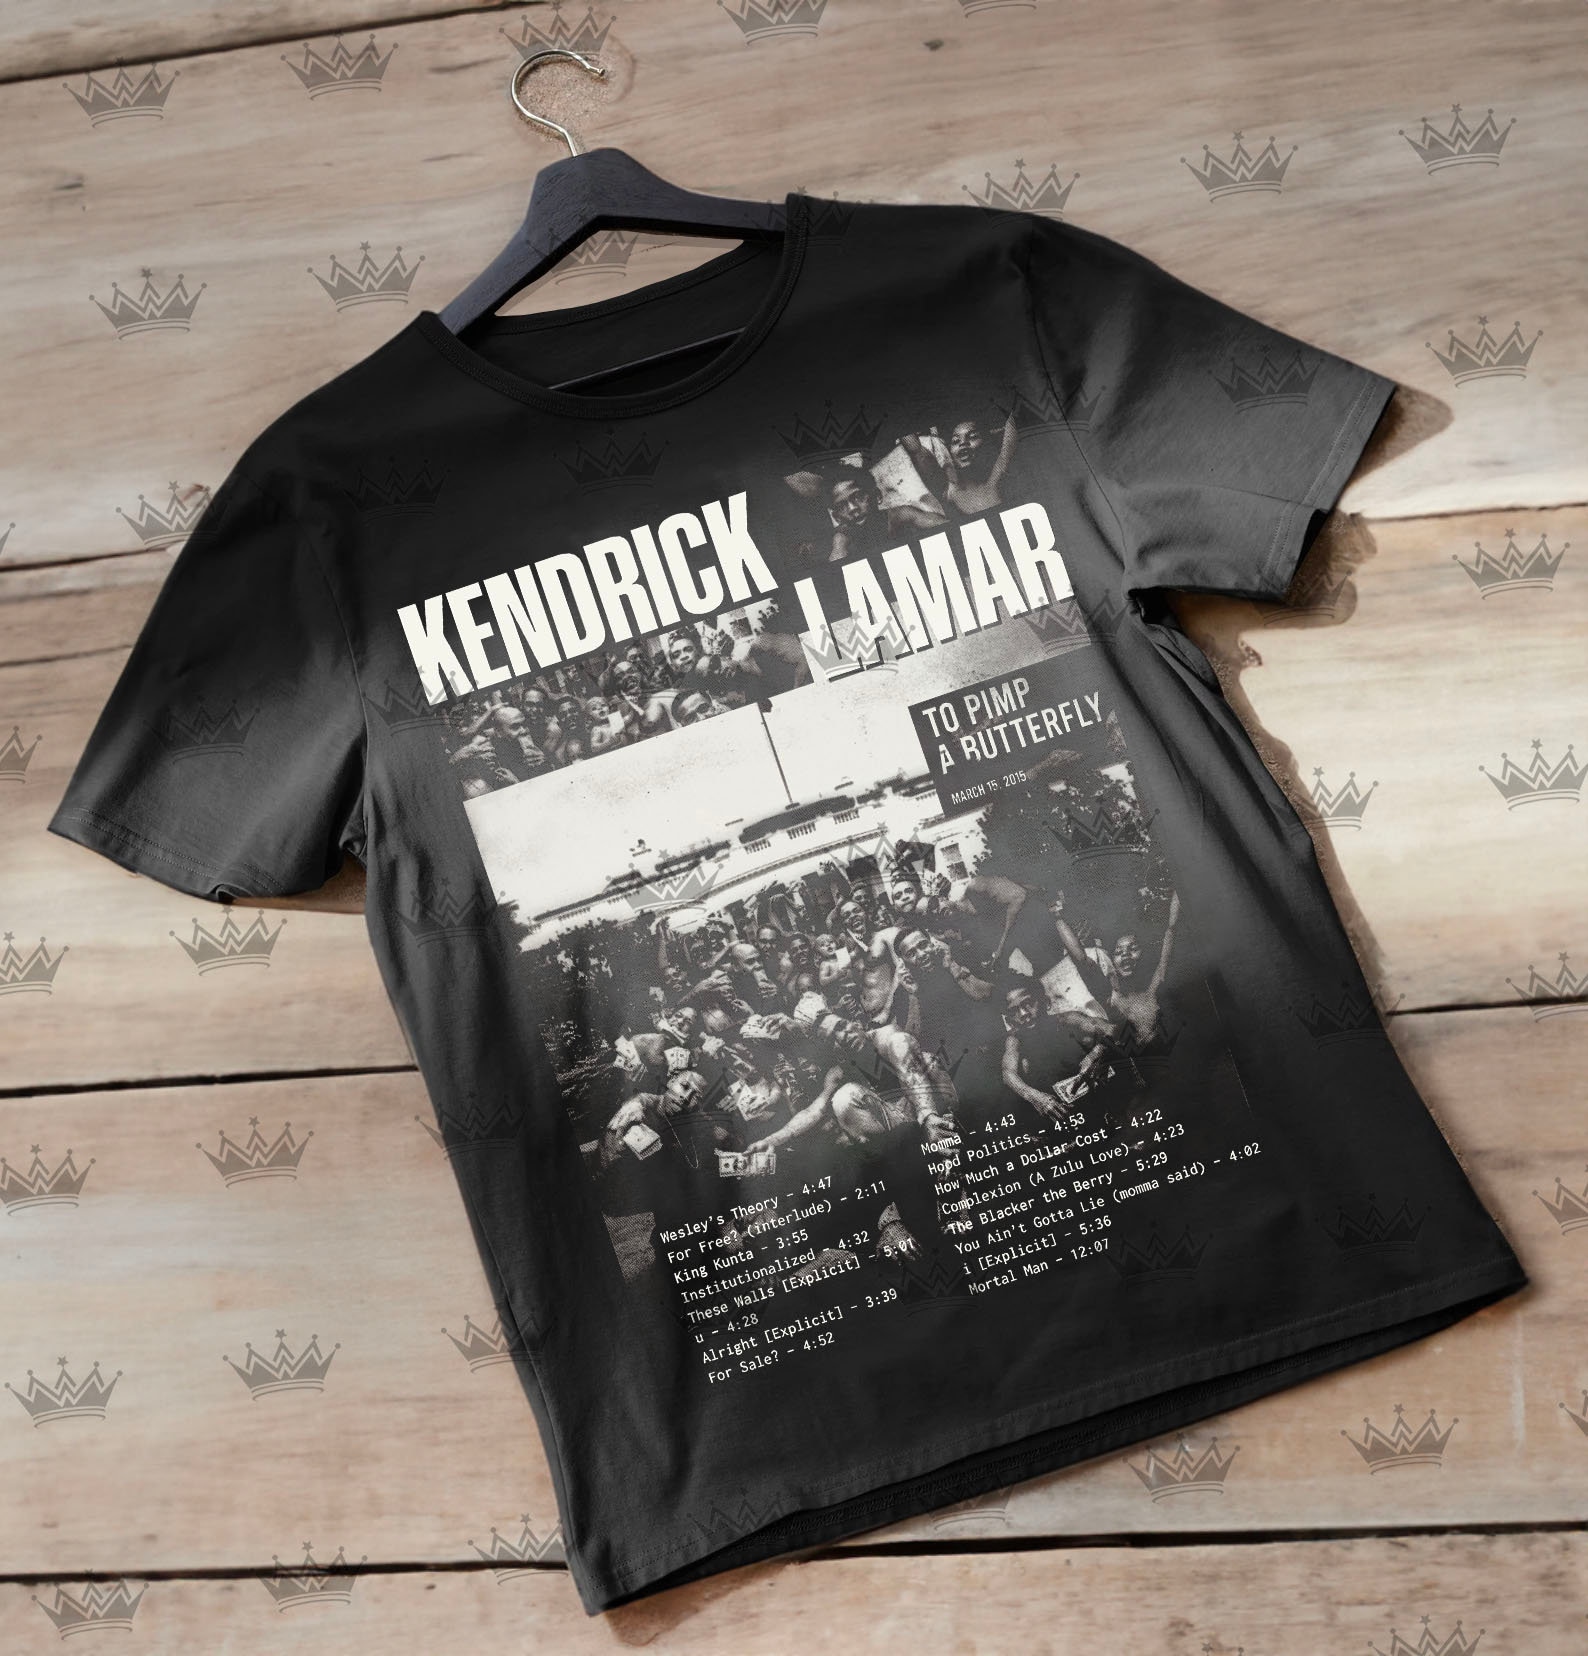 KENDRICK
LAMAR
TO PIMP
A BUTTERFLY
MARCH 15, 2015
Wesley's Theory - 4:47
For Free? (interlude) - 2:11
King Kunta - 3:55
Institutionalized - 4:32
These Walls [Explicit] - 5:01
u - 4:28
Alright [Explicit] - 3:39
For Sale? - 4:52
Momma - 4:43
Hood Politics - 4:53
How Much a Dollar Cost - 4:22
Complexion (A Zulu Love) - 4:23
The Blacker the Berry - 5:29
You Ain't Gotta Lie (momma said) - 4:02
i [Explicit] - 5:36
Mortal Man - 12:07